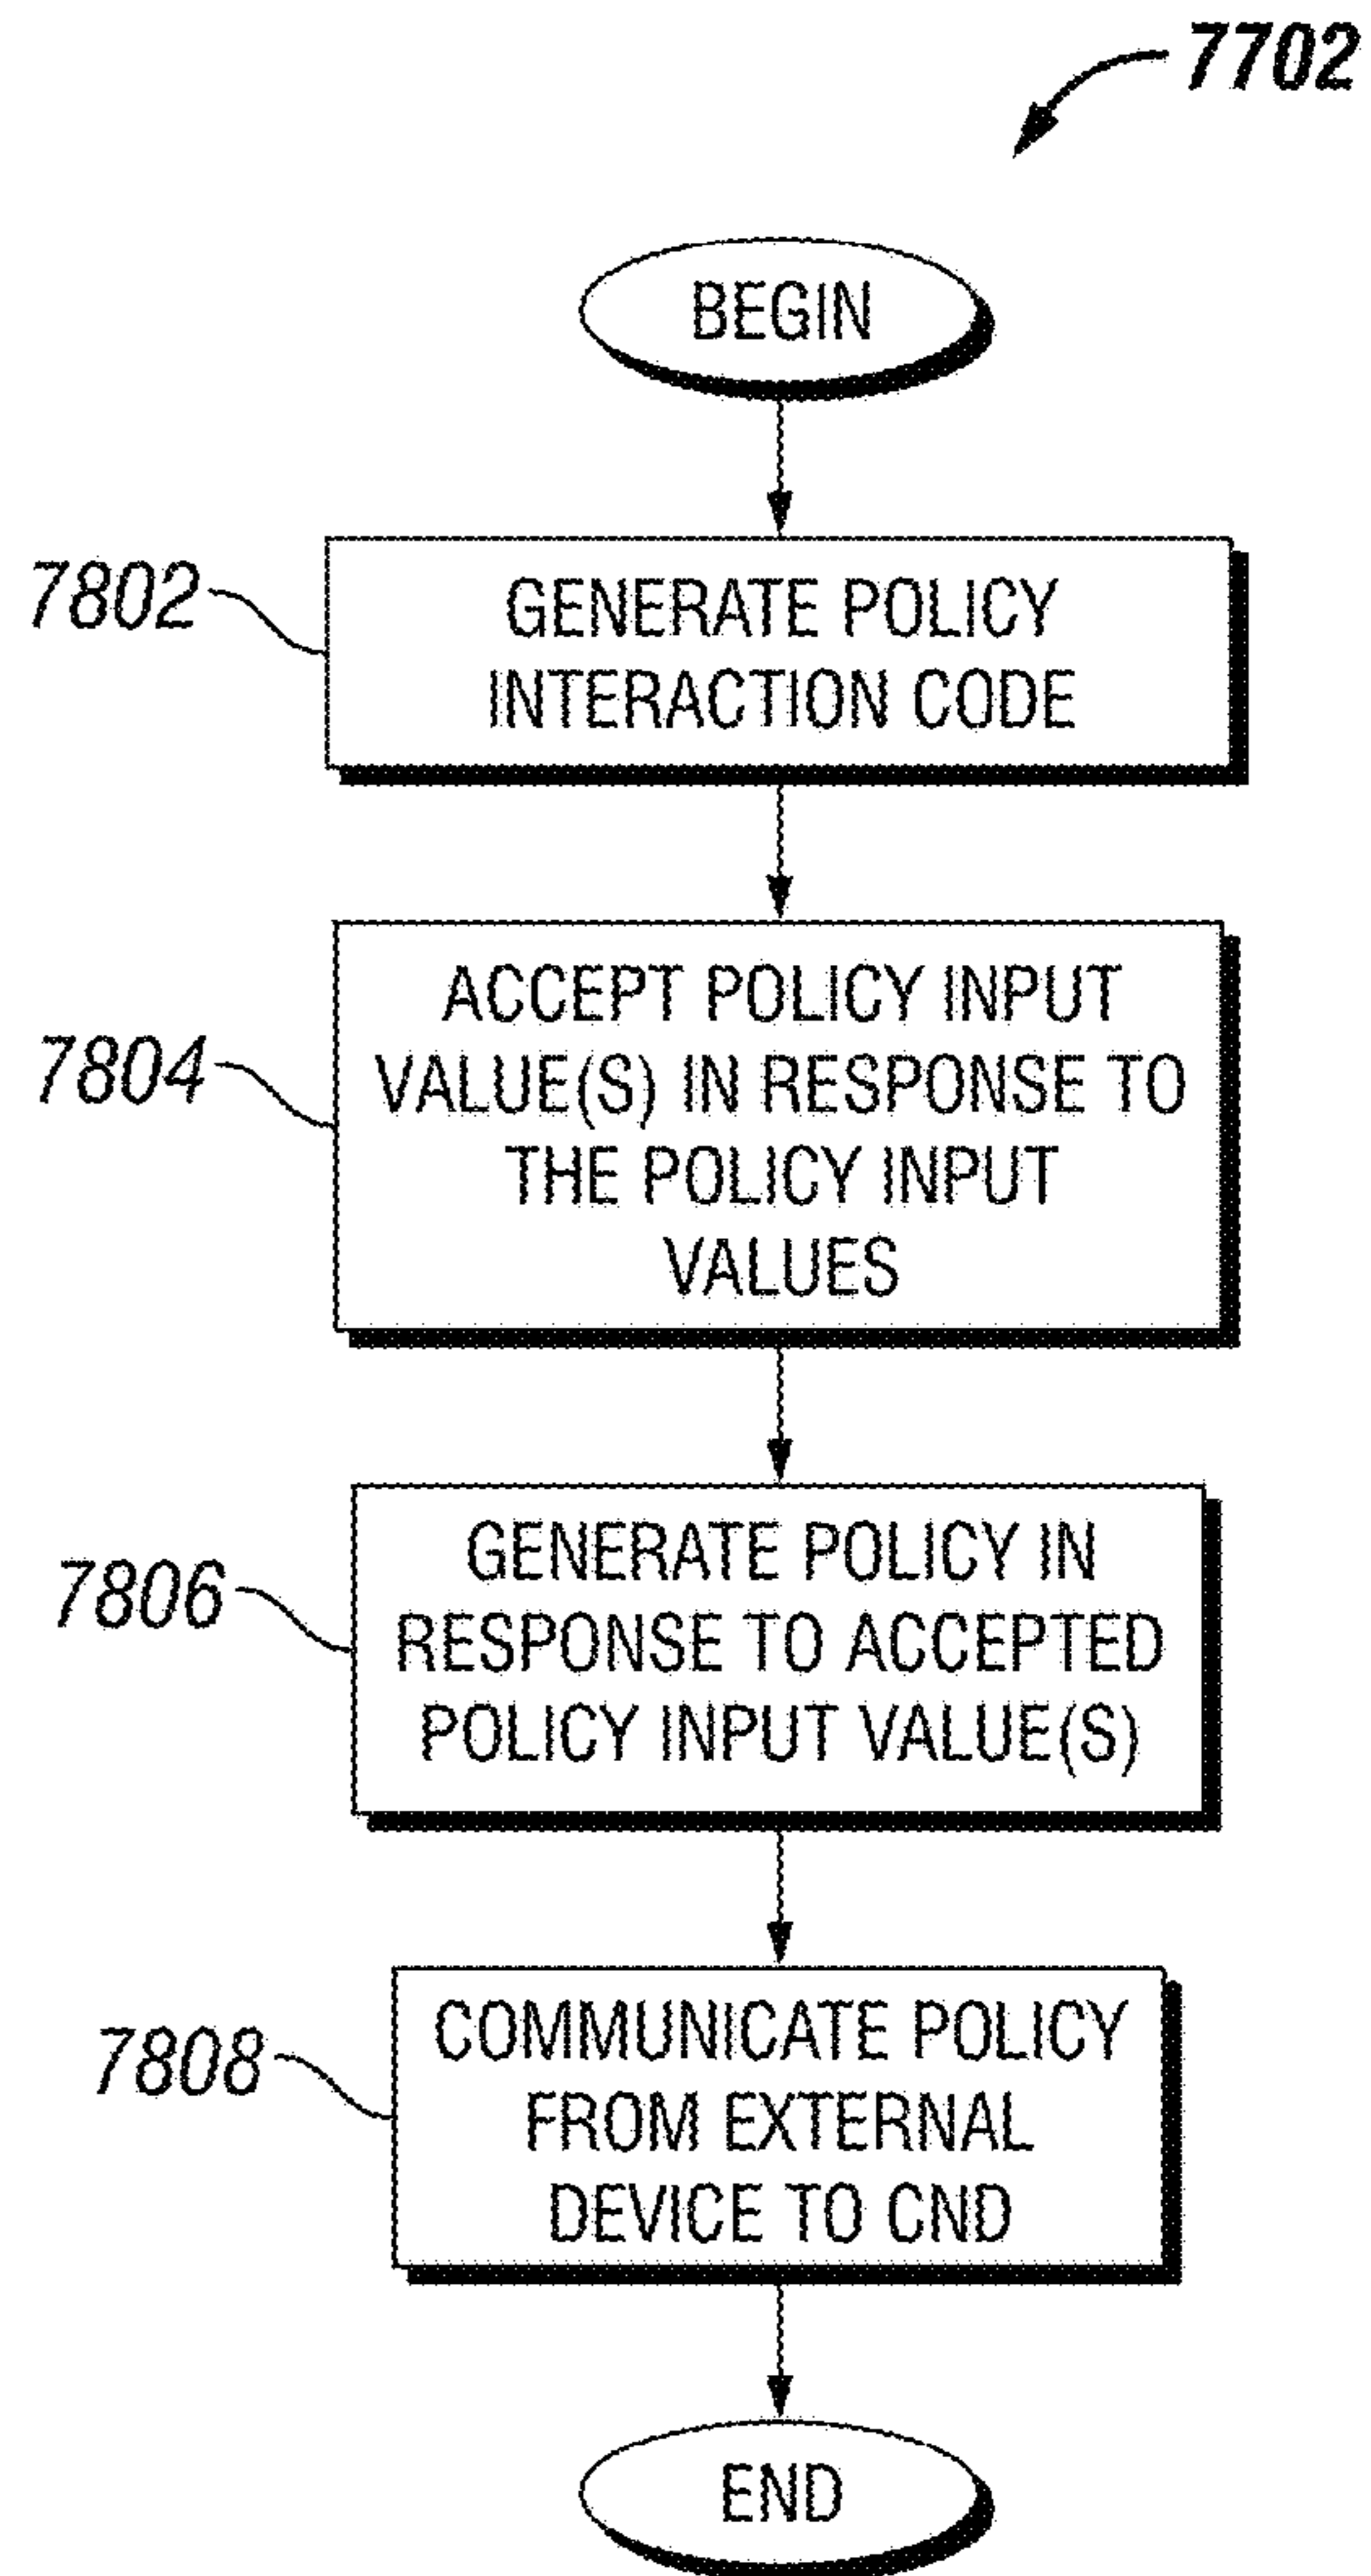 7702
BEGIN
7802
GENERATE POLICY
INTERACTION CODE
7804
ACCEPT POLICY INPUT
VALUE(S) IN RESPONSE TO
THE POLICY INPUT
VALUES
7806
GENERATE POLICY IN
RESPONSE TO ACCEPTED
POLICY INPUT VALUE(S)
7808
COMMUNICATE POLICY
FROM EXTERNAL
DEVICE TO CND
END